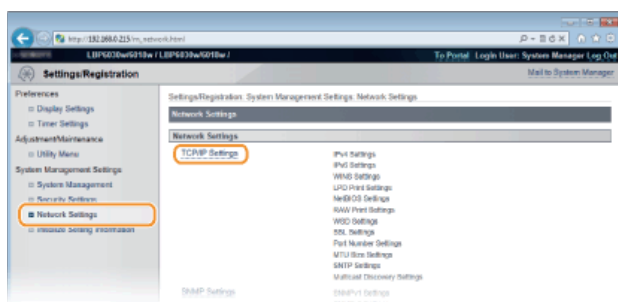 http://192.168.0.215/m_network.html
LBP6030w/6018w / LBP6030w/6018w /
To Portal Login User: System Manager Log Out
Settings/Registration
Mail to System Manager
Preferences
Display Settings
Timer Settings
Adjustment/Maintenance
Utility Menu
System Management Settings
System Management
Security Settings
Network Settings
Initialize Setting Information
Settings/Registration: System Management Settings: Network Settings
Network Settings
Network Settings
TCP/IP Settings
IPv4 Settings
IPv6 Settings
WINS Settings
LPD Print Settings
NetBIOS Settings
RAW Print Settings
WSD Settings
SSL Settings
Port Number Settings
MTU Size Settings
SNTP Settings
Multicast Discovery Settings
SNMP Settings
SNMPv1 Settings